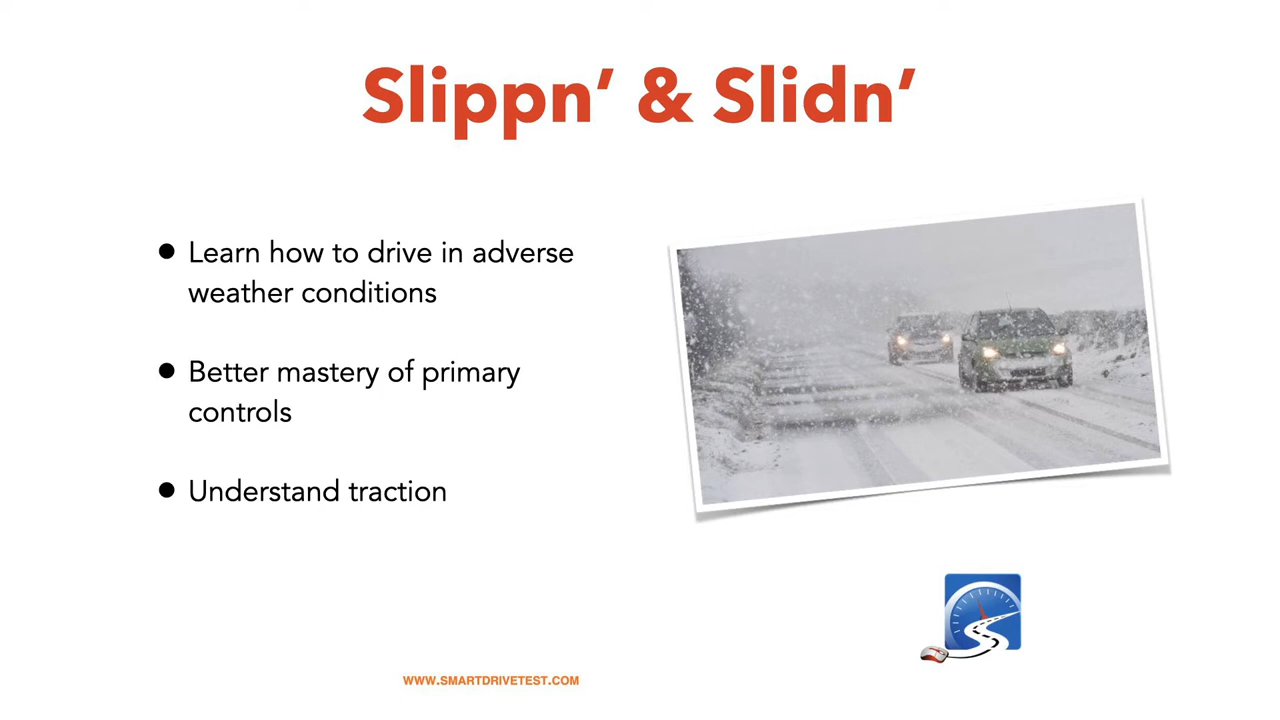 Slippn’ & Slidn’
● Learn how to drive in adverse
weather conditions
● Better mastery of primary
controls
● Understand traction
WWW.SMARTDRIVETEST.COM